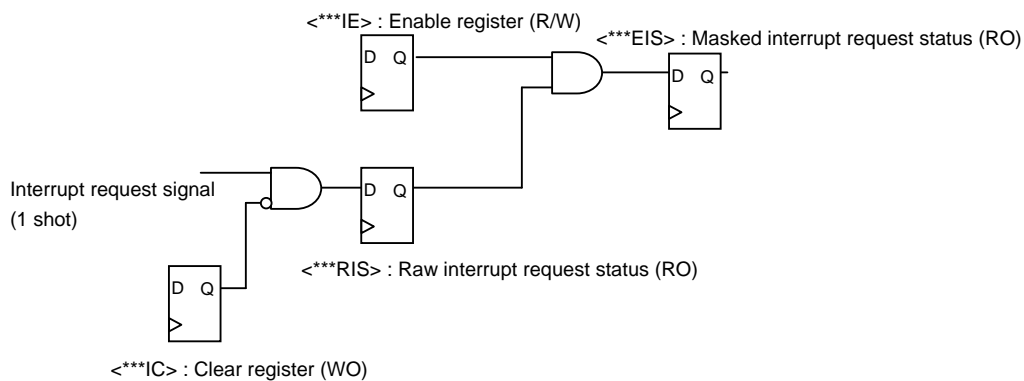 <***IE> : Enable register (R/W)
<***EIS> : Masked interrupt request status (RO)
D Q
D Q
Interrupt request signal
(1 shot)
D Q
<***RIS> : Raw interrupt request status (RO)
D Q
<***IC> : Clear register (WO)